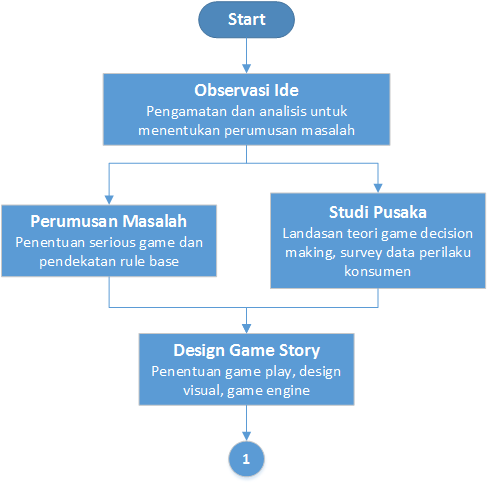 Start
Observasi Ide
Pengamatan dan analisis untuk
menentukan perumusan masalah
Perumusan Masalah
Penentuan serious game dan
pendekatan rule base
Studi Pusaka
Landasan teori game decision
making, survey data perilaku
konsumen
Design Game Story
Penentuan game play, design
visual, game engine
1